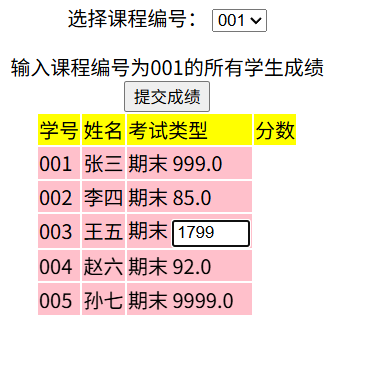 选择课程编号： 001
输入课程编号为001的所有学生成绩
提交成绩
学号 姓名 考试类型 分数
001 张三 期末 999.0
002 李四 期末 85.0
003 王五 期末 1799
004 赵六 期末 92.0
005 孙七 期末 9999.0